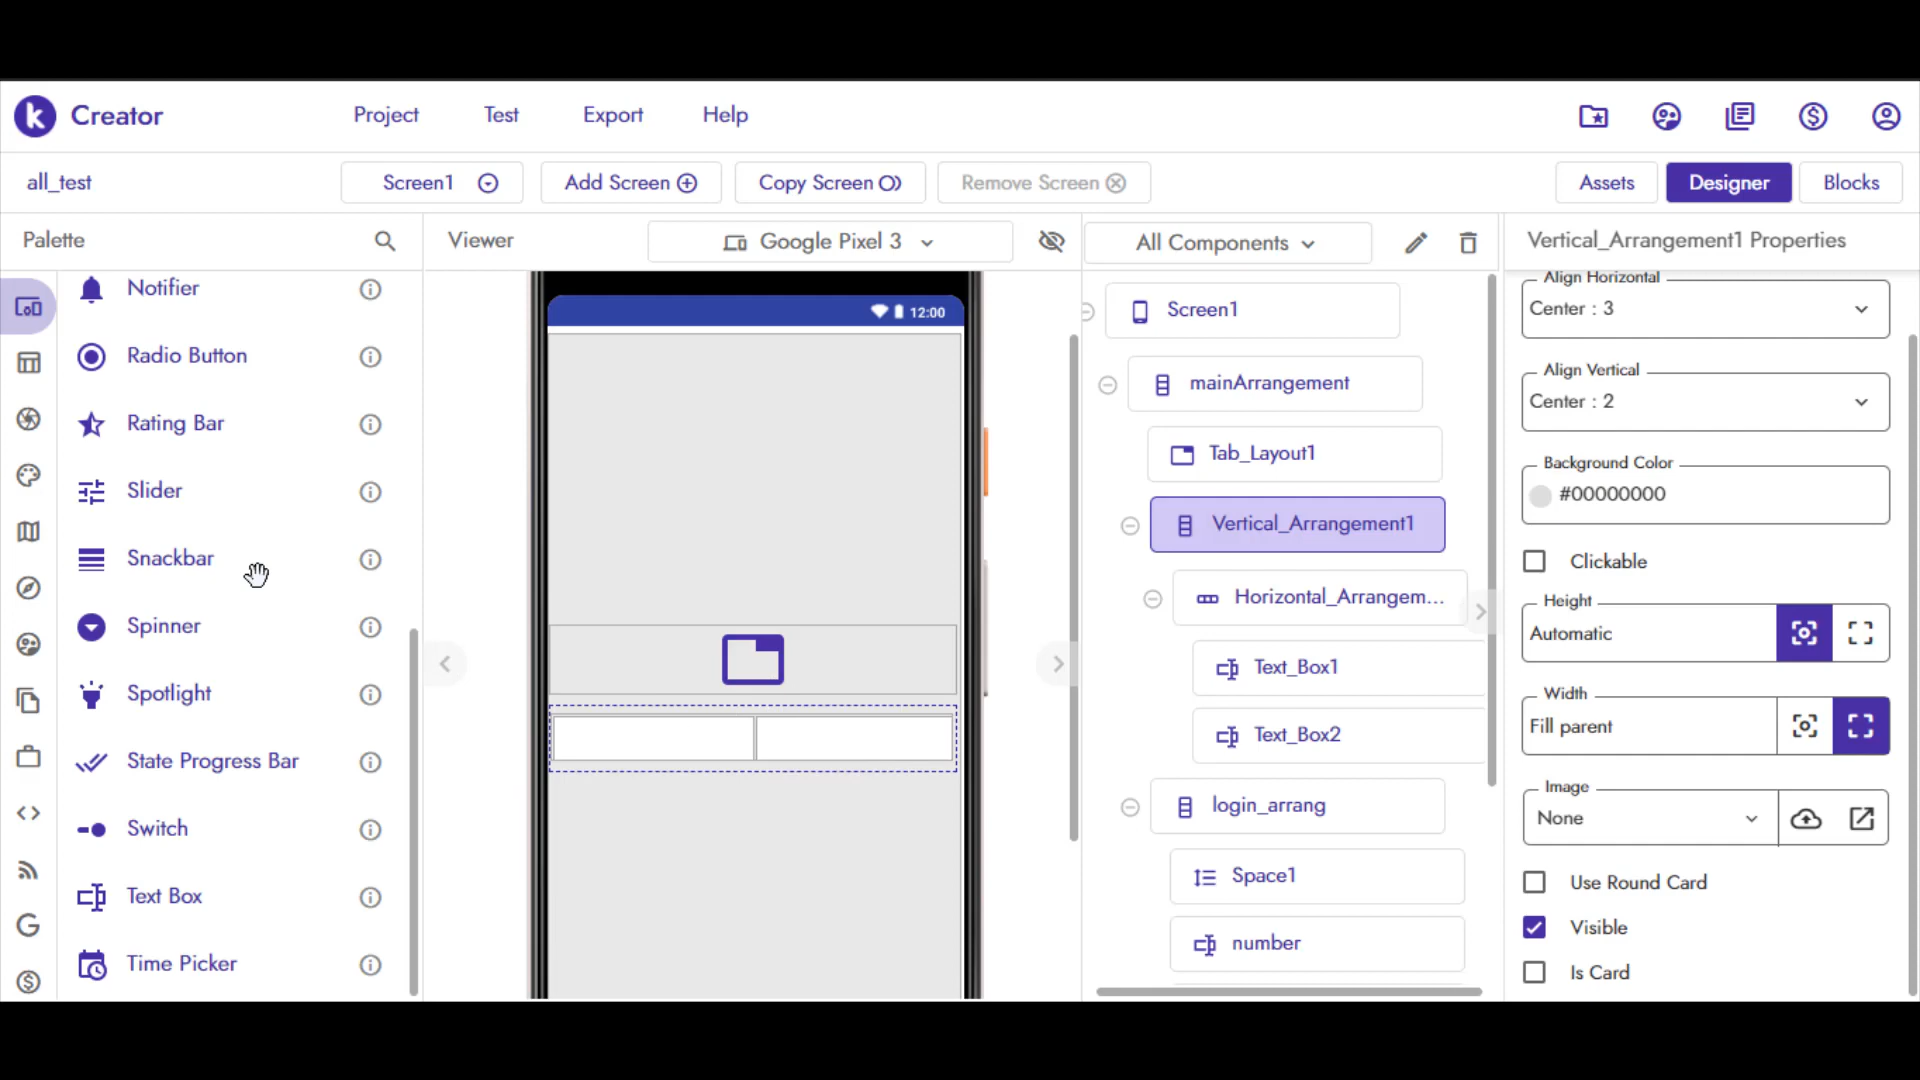 k Creator Project Test Export Help
all_test Screen1 Add Screen Copy Screen Remove Screen Assets Designer Blocks
Palette
Notifier
Radio Button
Rating Bar
Slider
Snackbar
Spinner
Spotlight
State Progress Bar
Switch
Text Box
Time Picker
Viewer Google Pixel 3
12:00
All Components
Screen1
mainArrangement
Tab_Layout1
Vertical_Arrangement1
Horizontal_Arrangem...
Text_Box1
Text_Box2
login_arrang
Space1
number
Vertical_Arrangement1 Properties
Align Horizontal
Center : 3
Align Vertical
Center : 2
Background Color
#00000000
Clickable
Height
Automatic
Width
Fill parent
Image
None
Use Round Card
Visible
Is Card